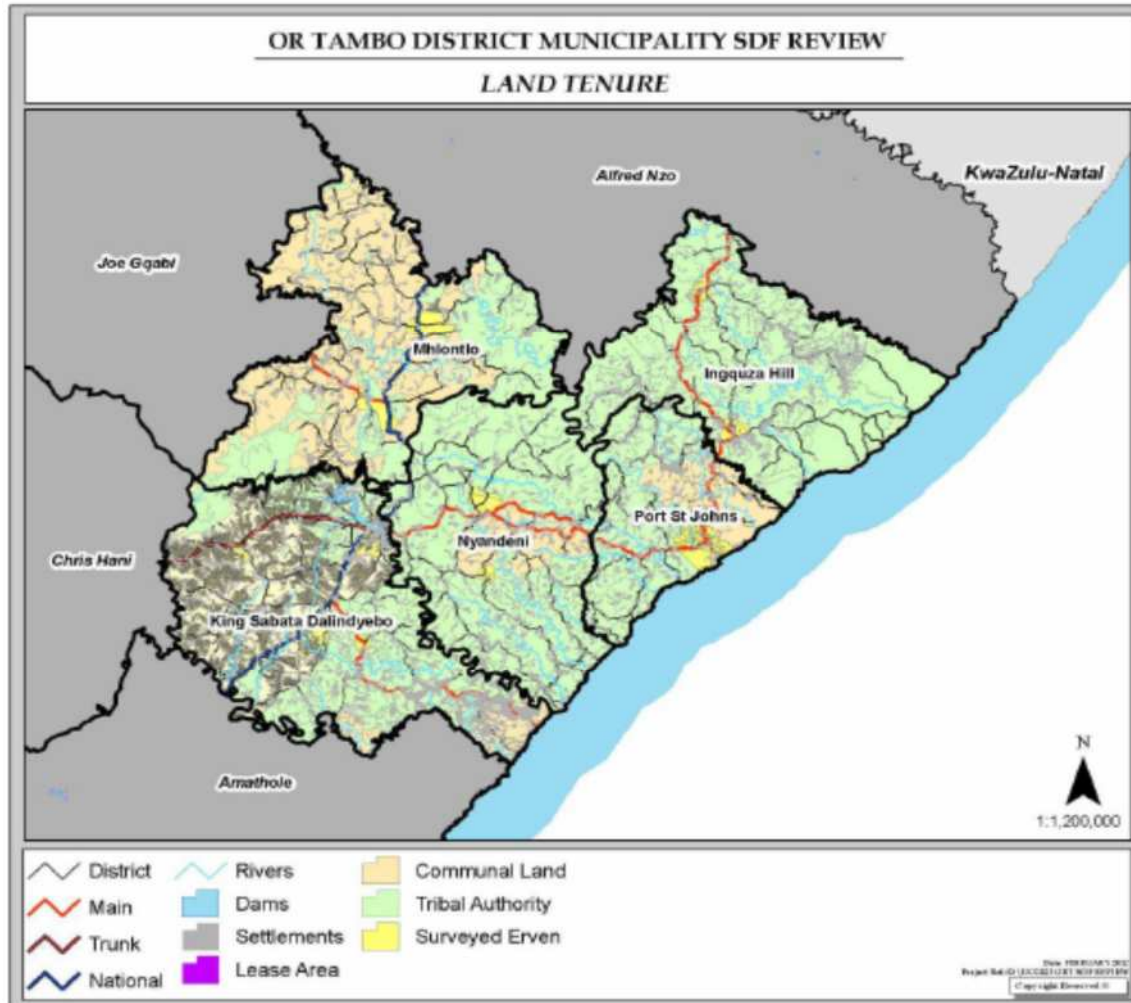 OR TAMBO DISTRICT MUNICIPALITY SDF REVIEW
LAND TENURE
KwaZulu-Natal
Alfred Nzo
Joe Gqabi
Mhlontlo
Ingquza Hill
Port St Johns
Nyandeni
Chris Hani
King Sabata Dalindyebo
Amathole
N
1:1,200,000
District
Main
Trunk
National
Rivers
Dams
Settlements
Lease Area
Communal Land
Tribal Authority
Surveyed Erven
Copyright Reserved ©